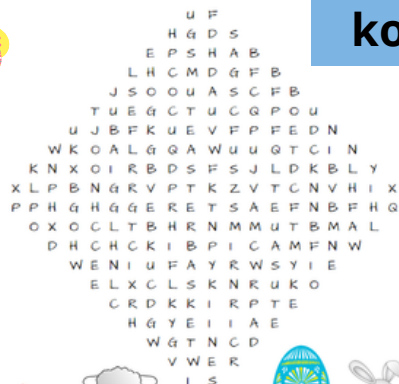 ko
U F
H G D S
E P S H A B
L H C M D G F B
J S O O U A S C F B
T U E G C T U C Q P O U
U J B F K U E V F P F E D N
W K O A L G Q A W U U Q T C I N
K N X O I R B D S F S J L D K B L Y
X L P B N G R V P T K Z V T C N V H I X
P P H G H G G E R E T S A E F N B F H Q
O X O C L T B H R N M M U T B M A L
D H C H C K I B P I C A M F N W
W E N I U F A Y R W S Y I E
E L X C L S K N R U K O
C R D K K I R P T E
H G Y E I I A E
W G T N C D
V W E R
I S